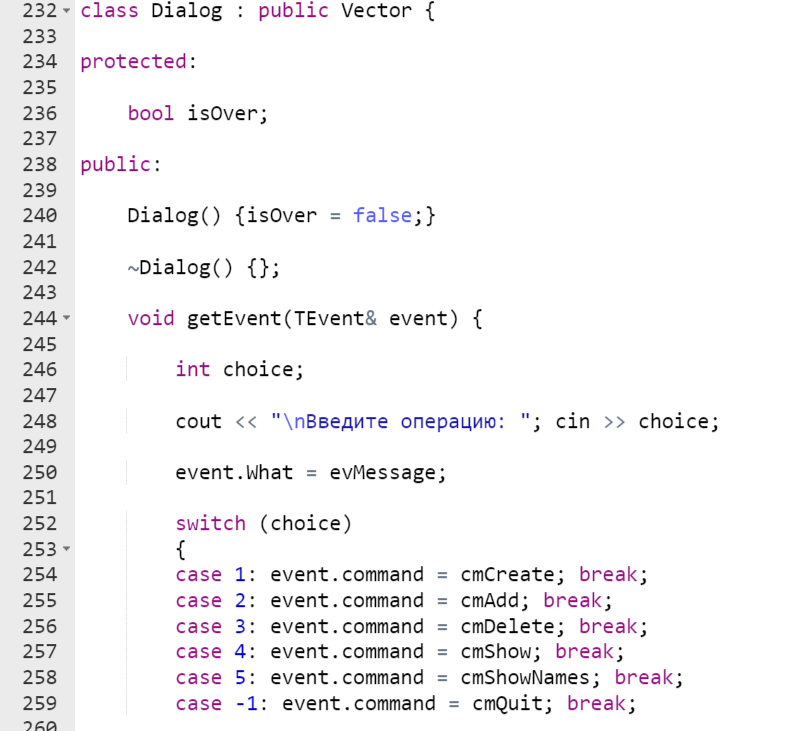 232 class Dialog : public Vector {
233
234 protected:
235
236 bool isOver;
237
238 public:
239
240 Dialog() {isOver = false;}
241
242 ~Dialog() {};
243
244 void getEvent(TEvent& event) {
245
246 int choice;
247
248 cout << "\nВведите операцию: "; cin >> choice;
249
250 event.What = evMessage;
251
252 switch (choice)
253 {
254 case 1: event.command = cmCreate; break;
255 case 2: event.command = cmAdd; break;
256 case 3: event.command = cmDelete; break;
257 case 4: event.command = cmShow; break;
258 case 5: event.command = cmShowNames; break;
259 case -1: event.command = cmQuit; break;
260